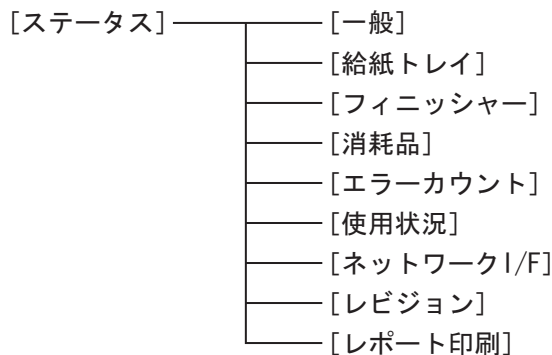 [ステータス] [一般]
[給紙トレイ]
[フィニッシャー]
[消耗品]
[エラーカウント]
[使用状況]
[ネットワークI/F]
[レビジョン]
[レポート印刷]